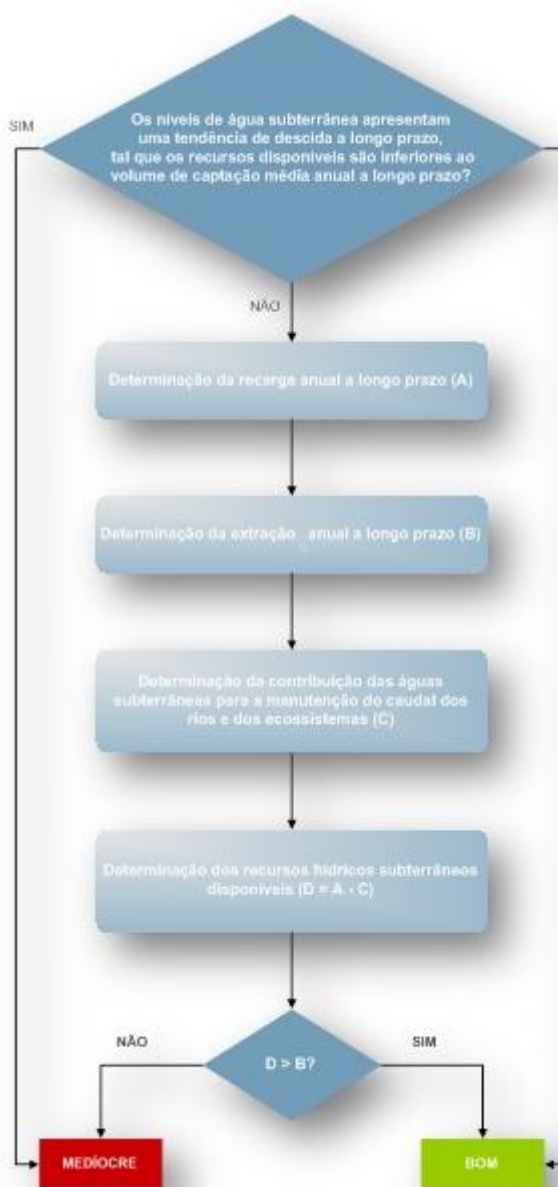 Os níveis de água subterrânea apresentam
uma tendência de descida a longo prazo,
tal que os recursos disponíveis são inferiores ao
volume de captação média anual a longo prazo?
SIM
NÃO
Determinação da recarga anual a longo prazo (A)
Determinação da extração anual a longo prazo (B)
Determinação da contribuição das águas
subterrâneas para a manutenção do caudal dos
rios e dos ecossistemas (C)
Determinação dos recursos hídricos subterrâneos
disponíveis (D = A - C)
NÃO
D > B?
SIM
MEDÍOCRE
BOM